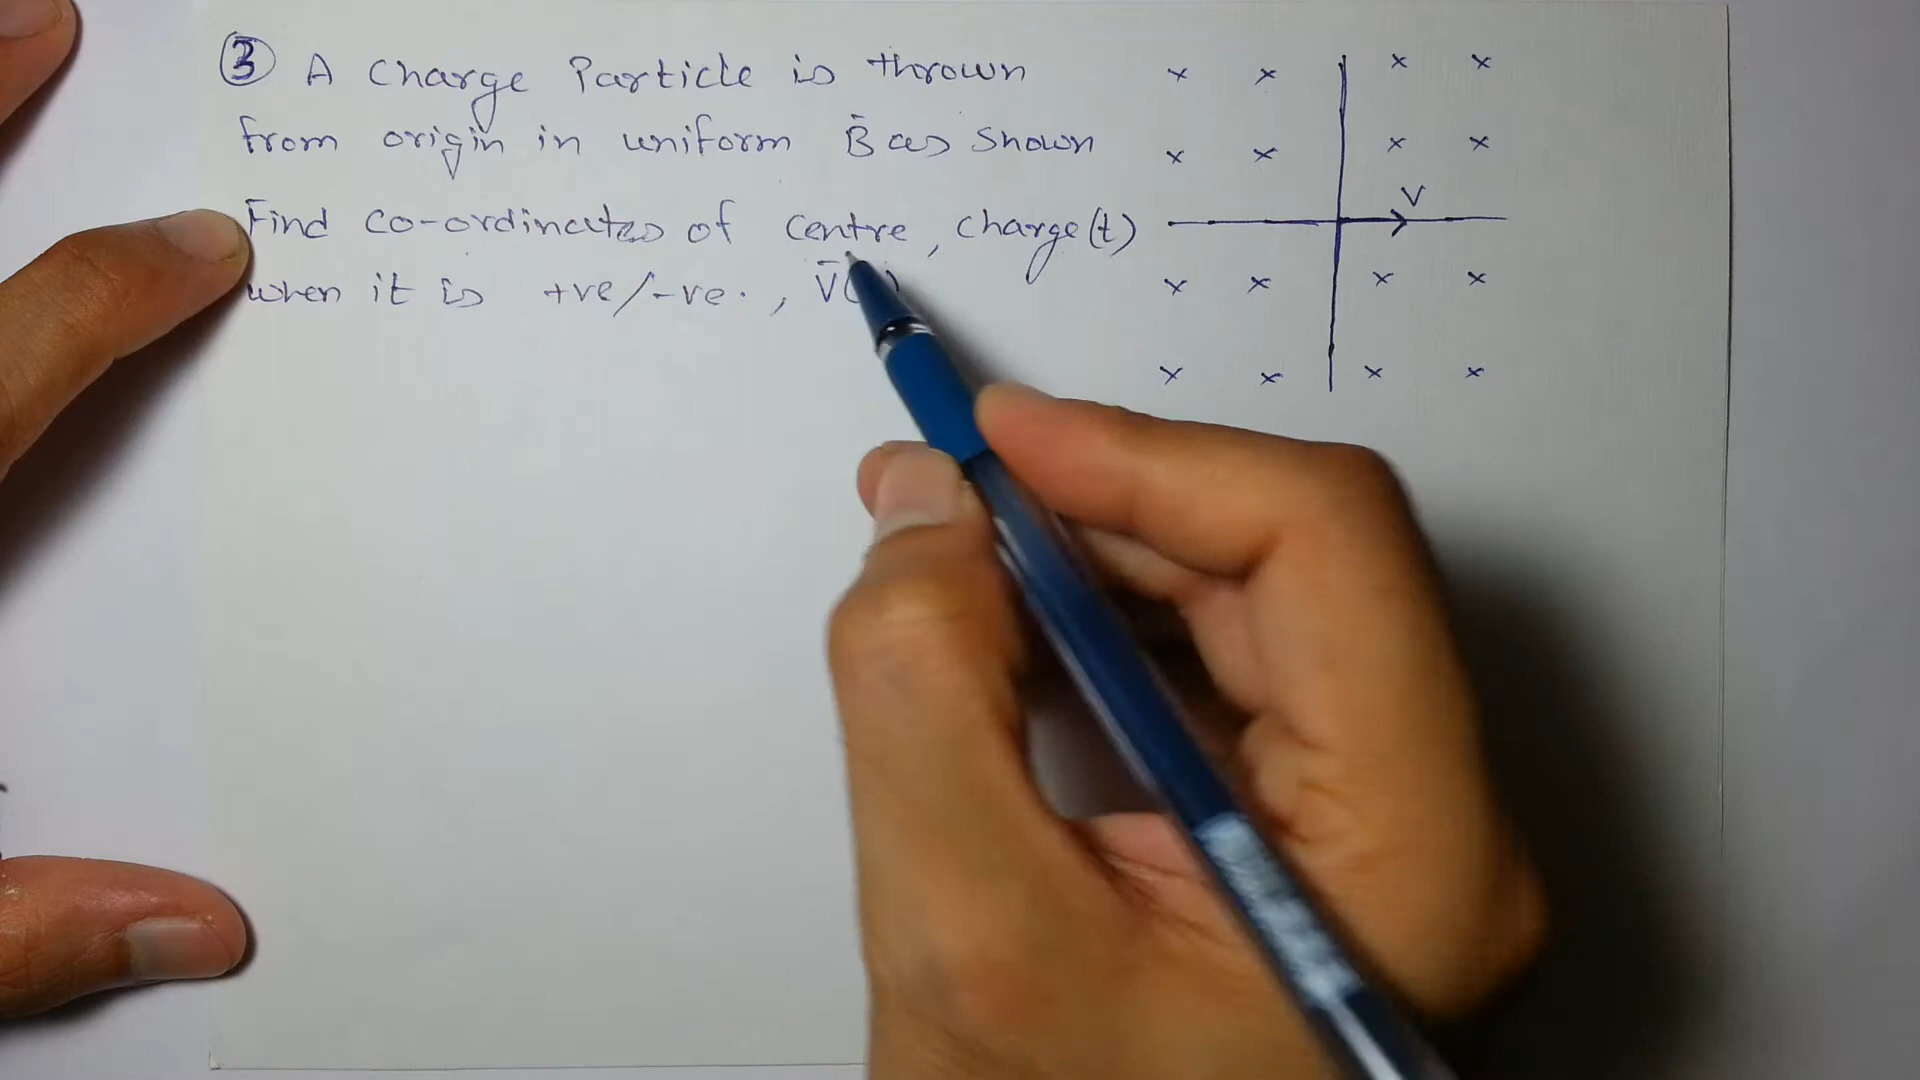 ③ A charge Particle is thrown
from origin in uniform B̄ as shown
Find co-ordinates of centre, charge(t)
when it is +ve/-ve. , V̄(
V